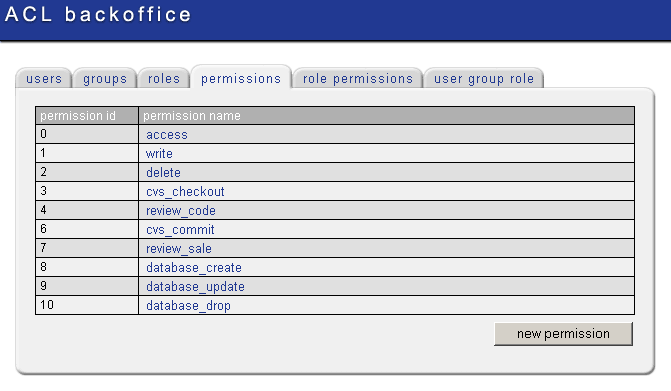 ACL backoffice
users groups roles permissions role permissions user group role
permission id permission name
0 access
1 write
2 delete
3 cvs_checkout
4 review_code
6 cvs_commit
7 review_sale
8 database_create
9 database_update
10 database_drop
new permission